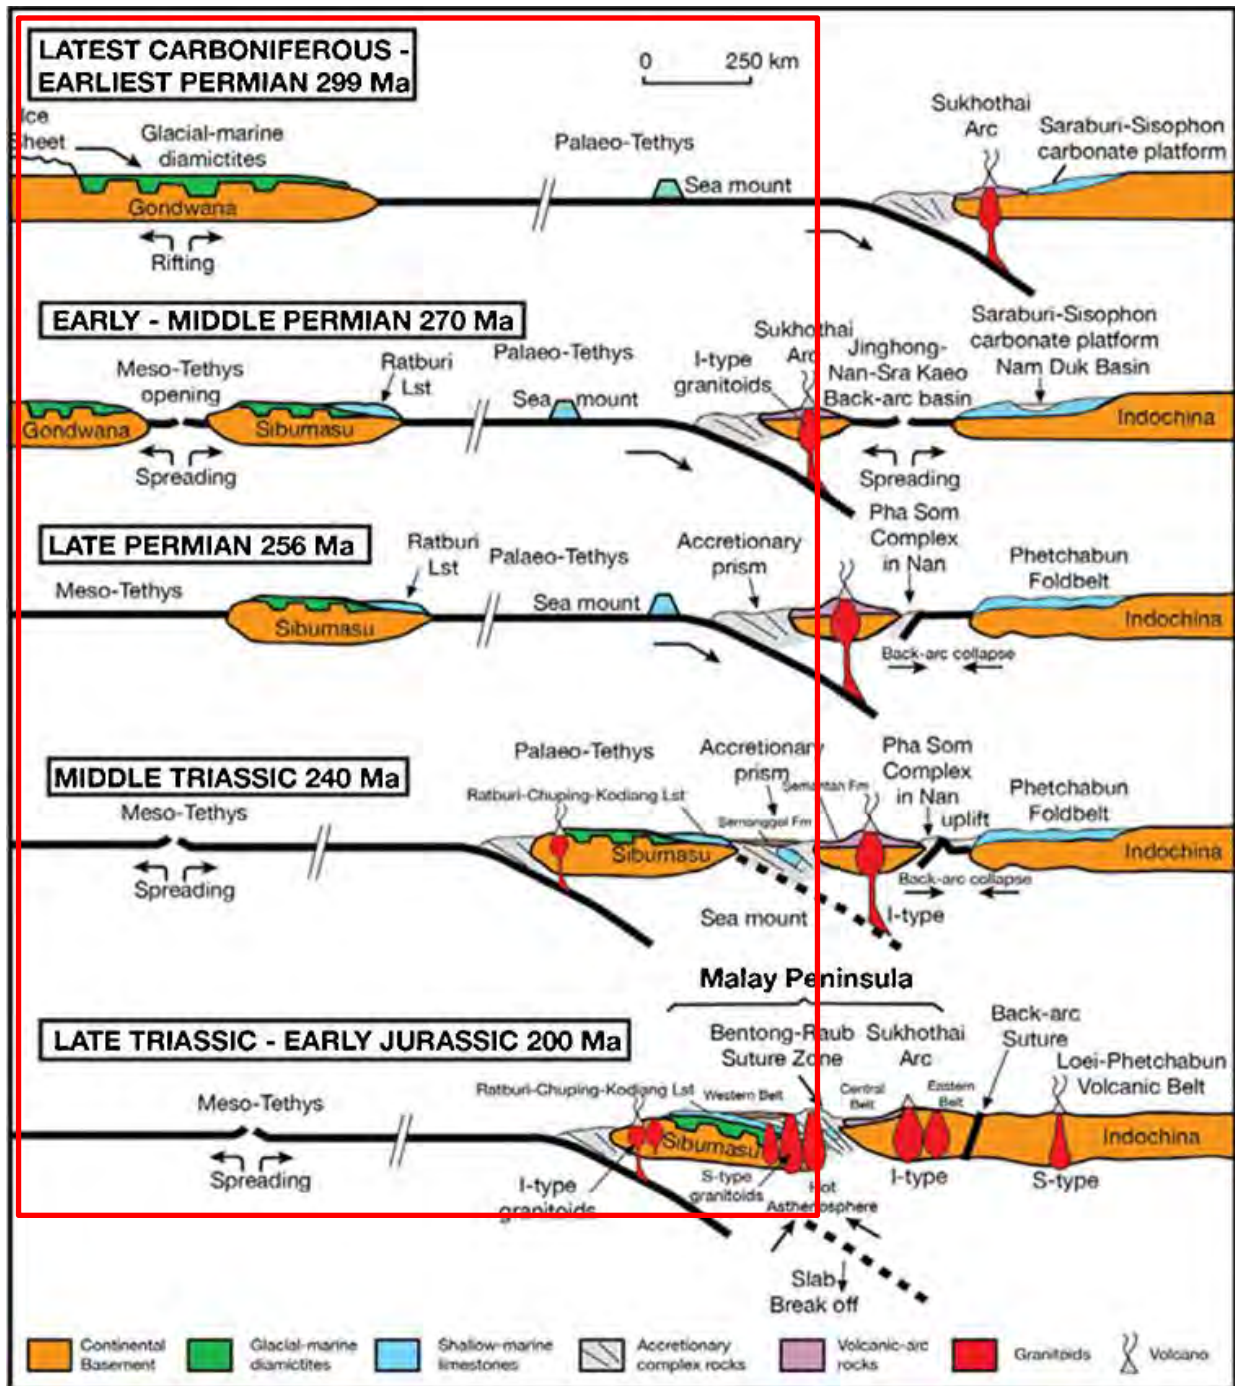 LATEST CARBONIFEROUS -
EARLIEST PERMIAN 299 Ma
0 250 km
Ice
Sheet
Glacial-marine
diamictites
Palaeo-Tethys
Sea mount
Sukhothai
Arc
Saraburi-Sisophon
carbonate platform
Gondwana
Rifting
EARLY - MIDDLE PERMIAN 270 Ma
Meso-Tethys
opening
Ratburi
Lst
Palaeo-Tethys
Sea mount
I-type
granitoids
Sukhothai
Arc
Jinghong-
Nan-Sra Kaeo
Back-arc basin
Saraburi-Sisophon
carbonate platform
Nam Duk Basin
Gondwana
Sibumasu
Indochina
Spreading
Spreading
LATE PERMIAN 256 Ma
Meso-Tethys
Ratburi
Lst
Palaeo-Tethys
Sea mount
Accretionary
prism
Pha Som
Complex
in Nan
Phetchabun
Foldbelt
Sibumasu
Indochina
Back-arc collapse
MIDDLE TRIASSIC 240 Ma
Meso-Tethys
Palaeo-Tethys
Ratburi-Chuping-Kodiang Lst
Accretionary
prism
Semantan Fm
Semanggol Fm
Pha Som
Complex
in Nan
uplift
Phetchabun
Foldbelt
Sibumasu
Indochina
Spreading
Back-arc collapse
Sea mount
I-type
Malay Peninsula
LATE TRIASSIC - EARLY JURASSIC 200 Ma
Bentong-Raub
Suture Zone
Sukhothai
Arc
Back-arc
Suture
Loei-Phetchabun
Volcanic Belt
Meso-Tethys
Ratburi-Chuping-Kodiang Lst
Western Belt
Central
Belt
Eastern
Belt
Sibumasu
Indochina
Spreading
I-type
granitoids
S-type
granitoids
Hot
Asthenosphere
I-type
S-type
Slab
Break off
Continental
Basement
Glacial-marine
diamictites
Shallow-marine
limestones
Accretionary
complex rocks
Volcanic-arc
rocks
Granitoids
Volcano